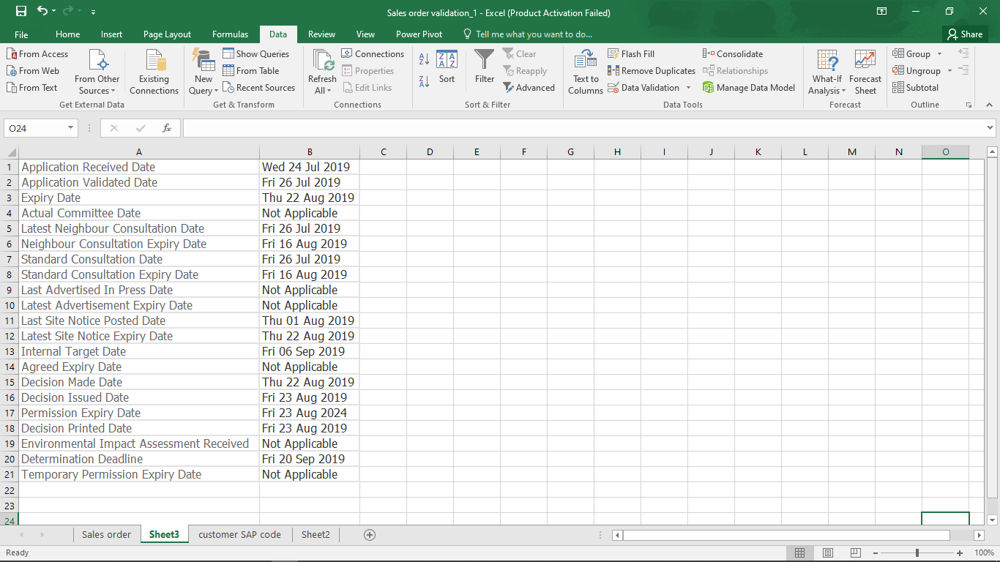 Sales order validation_1 - Excel (Product Activation Failed)
File Home Insert Page Layout Formulas Data Review View Power Pivot Tell me what you want to do... Share
From Access
From Web
From Text
From Other Sources
Existing Connections
Get External Data
New Query
Show Queries
From Table
Recent Sources
Get & Transform
Refresh All
Connections
Properties
Edit Links
Connections
Sort
Filter
Clear
Reapply
Advanced
Sort & Filter
Text to Columns
Flash Fill
Remove Duplicates
Data Validation
Consolidate
Relationships
Manage Data Model
Data Tools
What-If Analysis
Forecast Sheet
Forecast
Group
Ungroup
Subtotal
Outline
O24 fx
A B C D E F G H I J K L M N O
1 Application Received Date Wed 24 Jul 2019
2 Application Validated Date Fri 26 Jul 2019
3 Expiry Date Thu 22 Aug 2019
4 Actual Committee Date Not Applicable
5 Latest Neighbour Consultation Date Fri 26 Jul 2019
6 Neighbour Consultation Expiry Date Fri 16 Aug 2019
7 Standard Consultation Date Fri 26 Jul 2019
8 Standard Consultation Expiry Date Fri 16 Aug 2019
9 Last Advertised In Press Date Not Applicable
10 Latest Advertisement Expiry Date Not Applicable
11 Last Site Notice Posted Date Thu 01 Aug 2019
12 Latest Site Notice Expiry Date Thu 22 Aug 2019
13 Internal Target Date Fri 06 Sep 2019
14 Agreed Expiry Date Not Applicable
15 Decision Made Date Thu 22 Aug 2019
16 Decision Issued Date Fri 23 Aug 2019
17 Permission Expiry Date Fri 23 Aug 2024
18 Decision Printed Date Fri 23 Aug 2019
19 Environmental Impact Assessment Received Not Applicable
20 Determination Deadline Fri 20 Sep 2019
21 Temporary Permission Expiry Date Not Applicable
22
23
24
Sales order Sheet3 customer SAP code Sheet2
Ready 100%